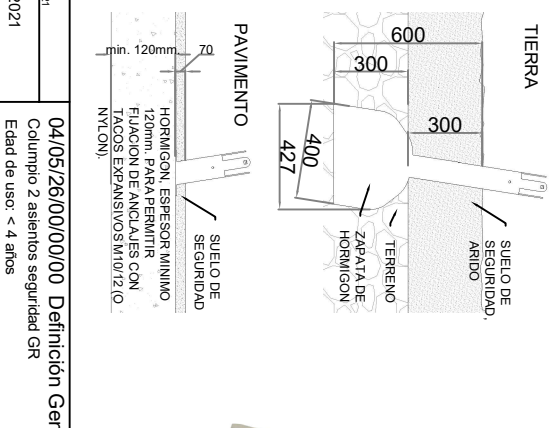 TIERRA
600
300
300
400
427
SUELO DE
SEGURIDAD,
ARIDO
TERRENO
ZAPATA DE
HORMIGON
PAVIMENTO
min. 120mm.
70
SUELO DE
SEGURIDAD
HORMIGON, ESPESOR MINIMO
120mm. PARA PERMITIR
FIJACION DE ANCLAJES CON
TACOS EXPANSIVOS M10/12 (O
NYLON).
04/05/26/00/00/00 Definición Gen
Columpio 2 asientos seguridad GR
Edad de uso: < 4 años
21
2021